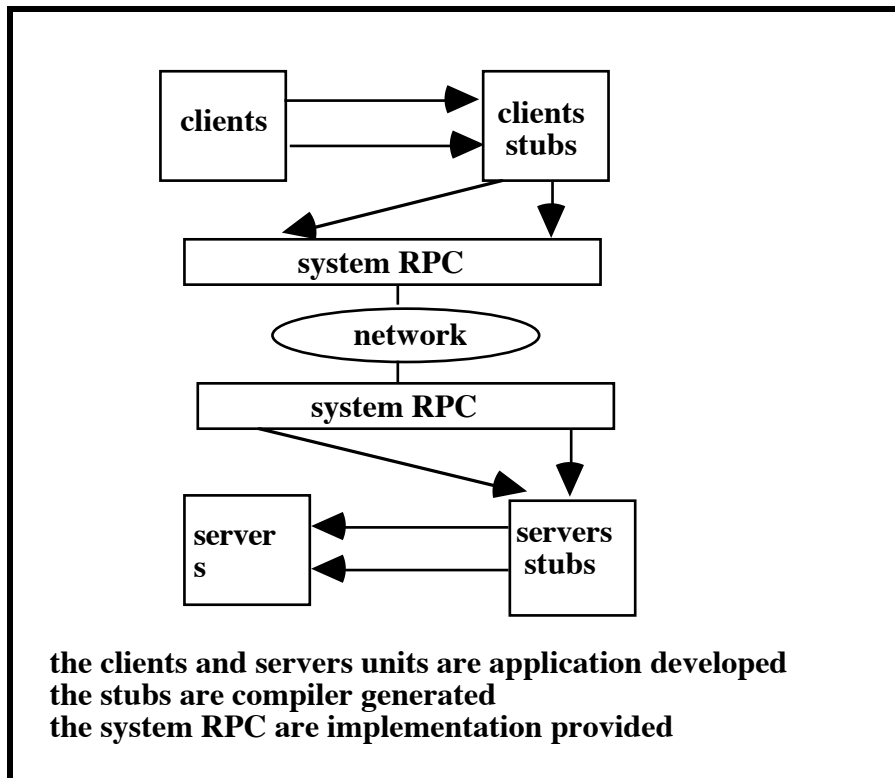 clients
clients
stubs
system RPC
network
system RPC
server
s
servers
stubs
the clients and servers units are application developed
the stubs are compiler generated
the system RPC are implementation provided